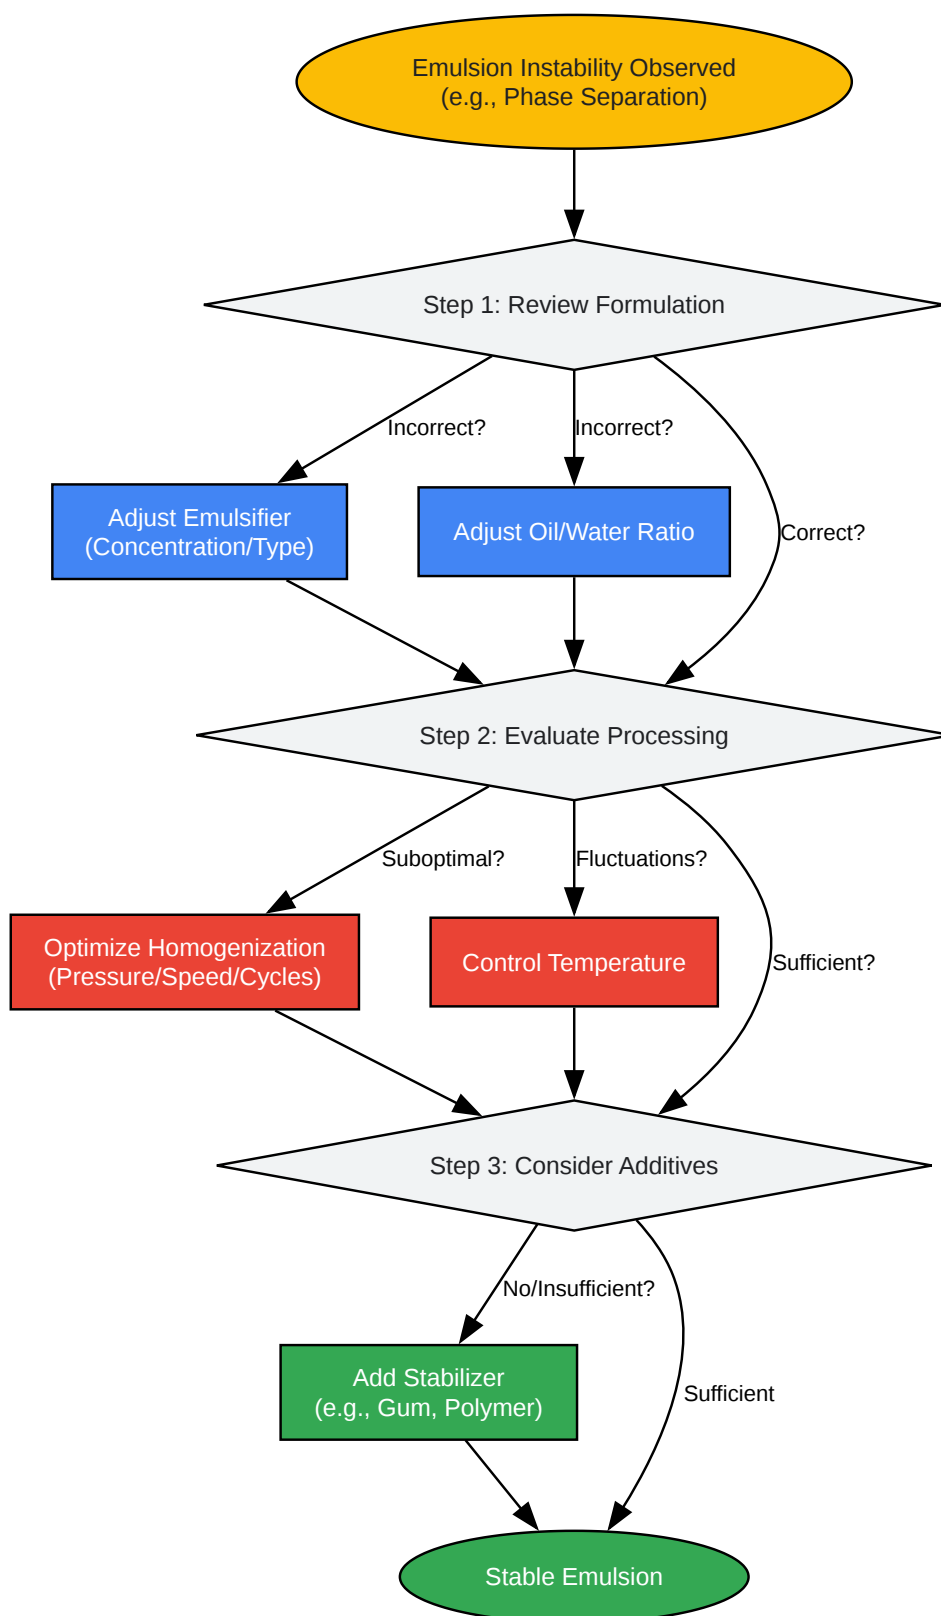 Emulsion Instability Observed
(e.g., Phase Separation)
Step 1: Review Formulation
Incorrect?
Incorrect?
Adjust Emulsifier
(Concentration/Type)
Adjust Oil/Water Ratio
Correct?
Step 2: Evaluate Processing
Suboptimal?
Fluctuations?
Optimize Homogenization
(Pressure/Speed/Cycles)
Control Temperature
Sufficient?
Step 3: Consider Additives
No/Insufficient?
Add Stabilizer
(e.g., Gum, Polymer)
Sufficient
Stable Emulsion